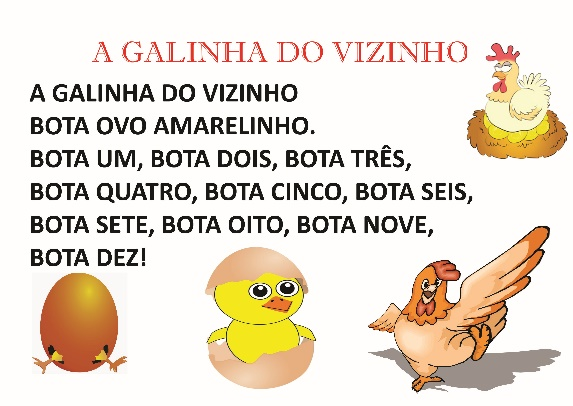 A GALINHA DO VIZINHO
A GALINHA DO VIZINHO
BOTA OVO AMARELINHO.
BOTA UM, BOTA DOIS, BOTA TRÊS,
BOTA QUATRO, BOTA CINCO, BOTA SEIS,
BOTA SETE, BOTA OITO, BOTA NOVE,
BOTA DEZ!